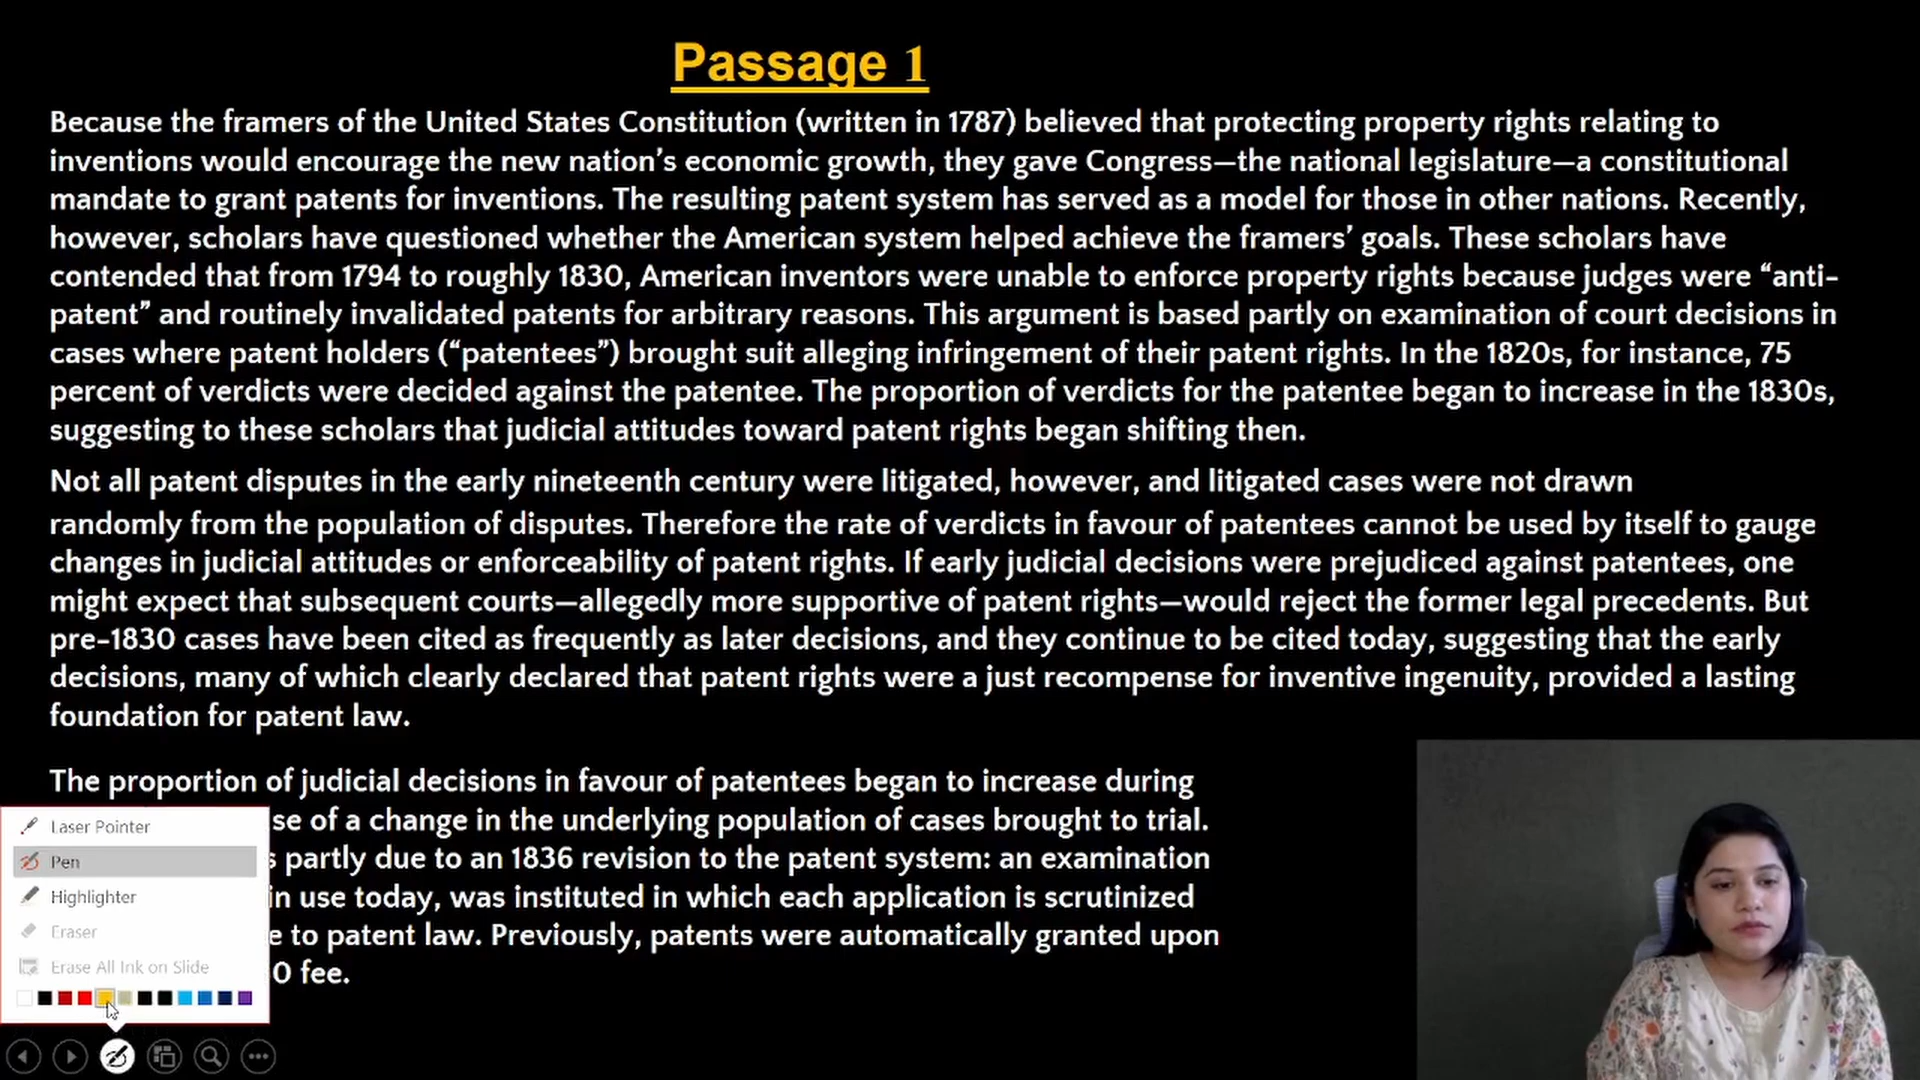 Passage 1
Because the framers of the United States Constitution (written in 1787) believed that protecting property rights relating to
inventions would encourage the new nation’s economic growth, they gave Congress—the national legislature—a constitutional
mandate to grant patents for inventions. The resulting patent system has served as a model for those in other nations. Recently,
however, scholars have questioned whether the American system helped achieve the framers’ goals. These scholars have
contended that from 1794 to roughly 1830, American inventors were unable to enforce property rights because judges were “anti-
patent” and routinely invalidated patents for arbitrary reasons. This argument is based partly on examination of court decisions in
cases where patent holders (“patentees”) brought suit alleging infringement of their patent rights. In the 1820s, for instance, 75
percent of verdicts were decided against the patentee. The proportion of verdicts for the patentee began to increase in the 1830s,
suggesting to these scholars that judicial attitudes toward patent rights began shifting then.
Not all patent disputes in the early nineteenth century were litigated, however, and litigated cases were not drawn
randomly from the population of disputes. Therefore the rate of verdicts in favour of patentees cannot be used by itself to gauge
changes in judicial attitudes or enforceability of patent rights. If early judicial decisions were prejudiced against patentees, one
might expect that subsequent courts—allegedly more supportive of patent rights—would reject the former legal precedents. But
pre-1830 cases have been cited as frequently as later decisions, and they continue to be cited today, suggesting that the early
decisions, many of which clearly declared that patent rights were a just recompense for inventive ingenuity, provided a lasting
foundation for patent law.
The proportion of judicial decisions in favour of patentees began to increase during
se of a change in the underlying population of cases brought to trial.
s partly due to an 1836 revision to the patent system: an examination
in use today, was instituted in which each application is scrutinized
e to patent law. Previously, patents were automatically granted upon
0 fee.
Laser Pointer
Pen
Highlighter
Eraser
Erase All Ink on Slide